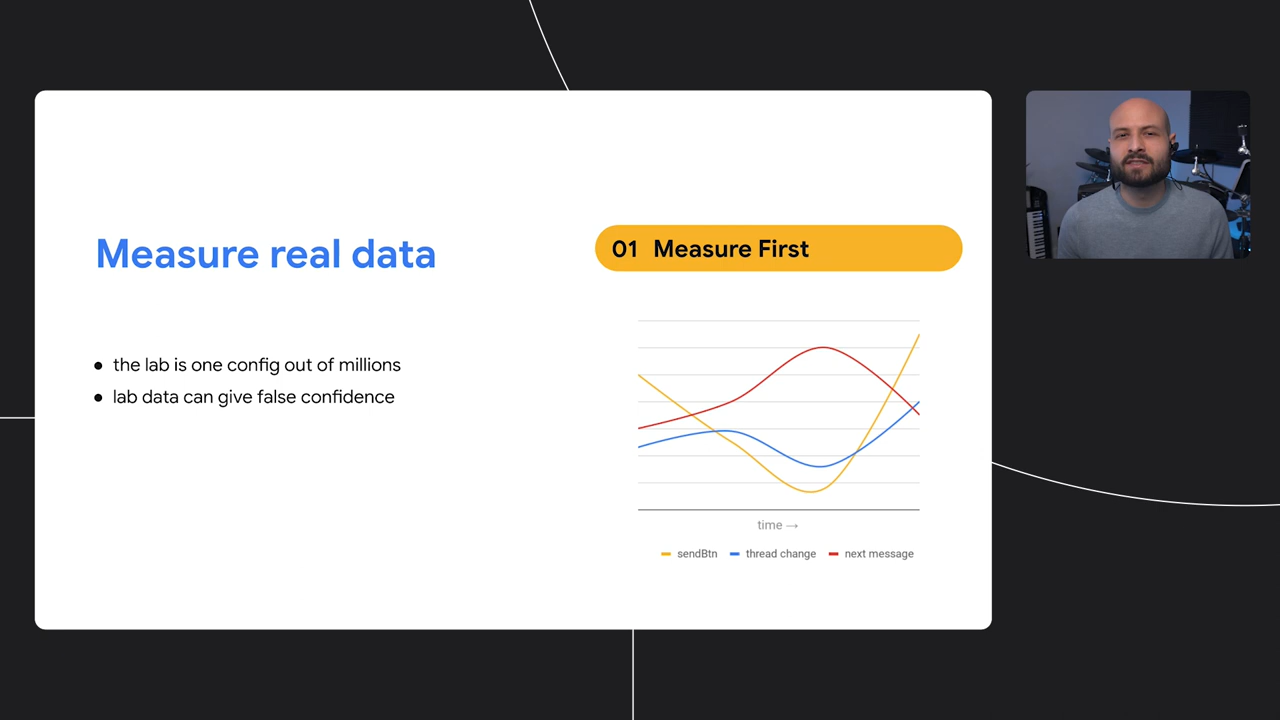 Measure real data
• the lab is one config out of millions
• lab data can give false confidence
01 Measure First
time →
sendBtn thread change next message